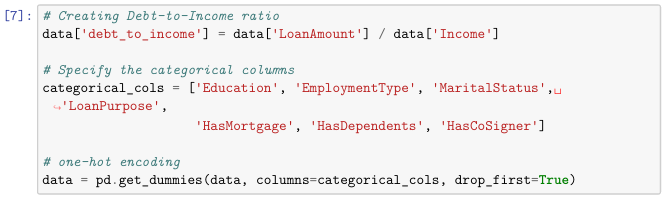 [7]: # Creating Debt-to-Income ratio
data['debt_to_income'] = data['LoanAmount'] / data['Income']
# Specify the categorical columns
categorical_cols = ['Education', 'EmploymentType', 'MaritalStatus',␣
↪'LoanPurpose',
'HasMortgage', 'HasDependents', 'HasCoSigner']
# one-hot encoding
data = pd.get_dummies(data, columns=categorical_cols, drop_first=True)